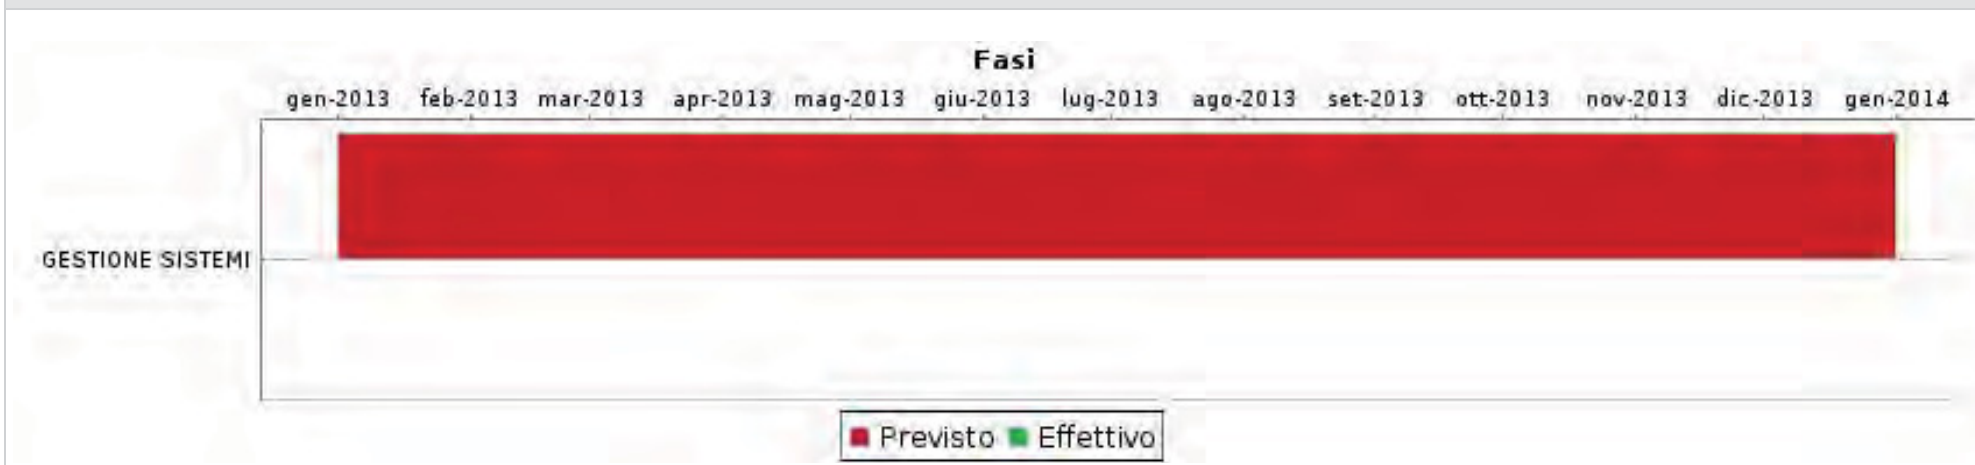 Fasi
gen-2013 feb-2013 mar-2013 apr-2013 mag-2013 giu-2013 lug-2013 ago-2013 set-2013 ott-2013 nov-2013 dic-2013 gen-2014
GESTIONE SISTEMI
Previsto Effettivo